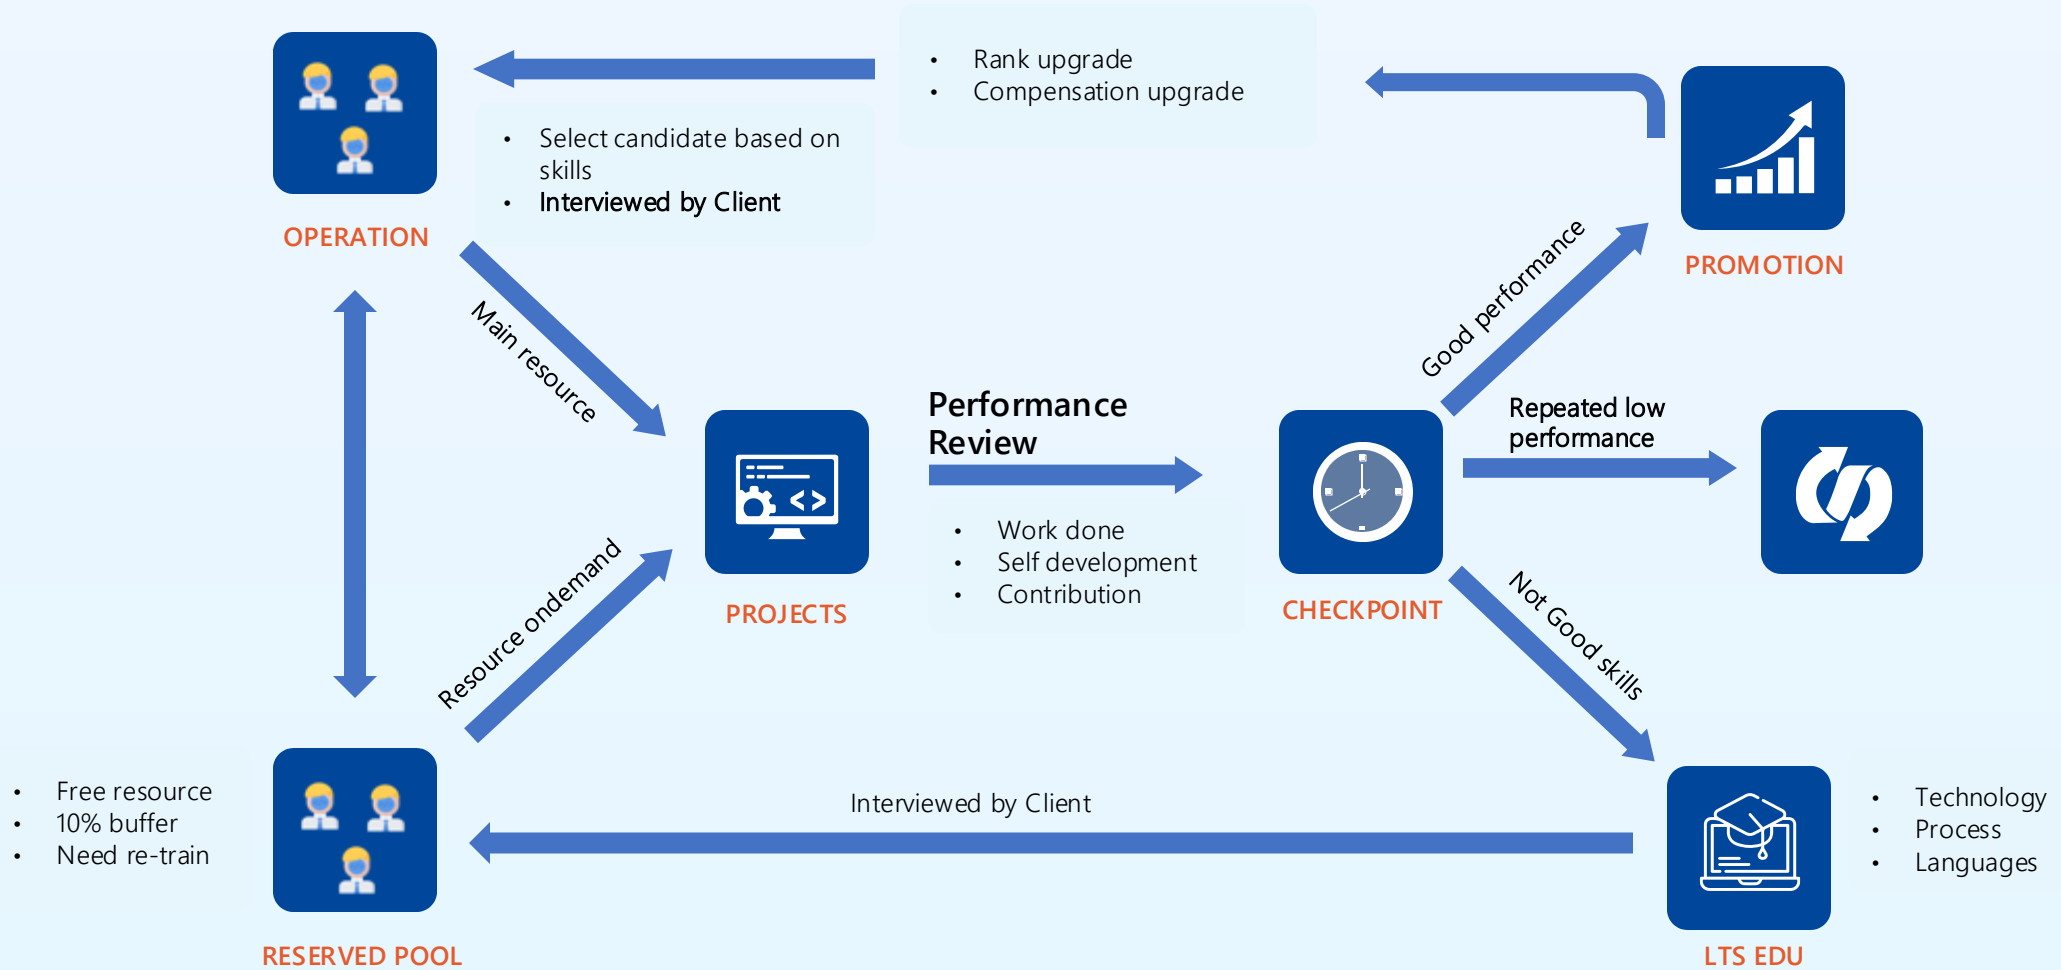 • Rank upgrade
• Compensation upgrade
• Select candidate based on
skills
• Interviewed by Client
OPERATION
PROMOTION
Main resource
Good performance
Performance
Review
Repeated low
performance
• Work done
• Self development
• Contribution
PROJECTS
CHECKPOINT
Resource ondemand
Not Good skills
• Free resource
• 10% buffer
• Need re-train
Interviewed by Client
• Technology
• Process
• Languages
RESERVED POOL
LTS EDU